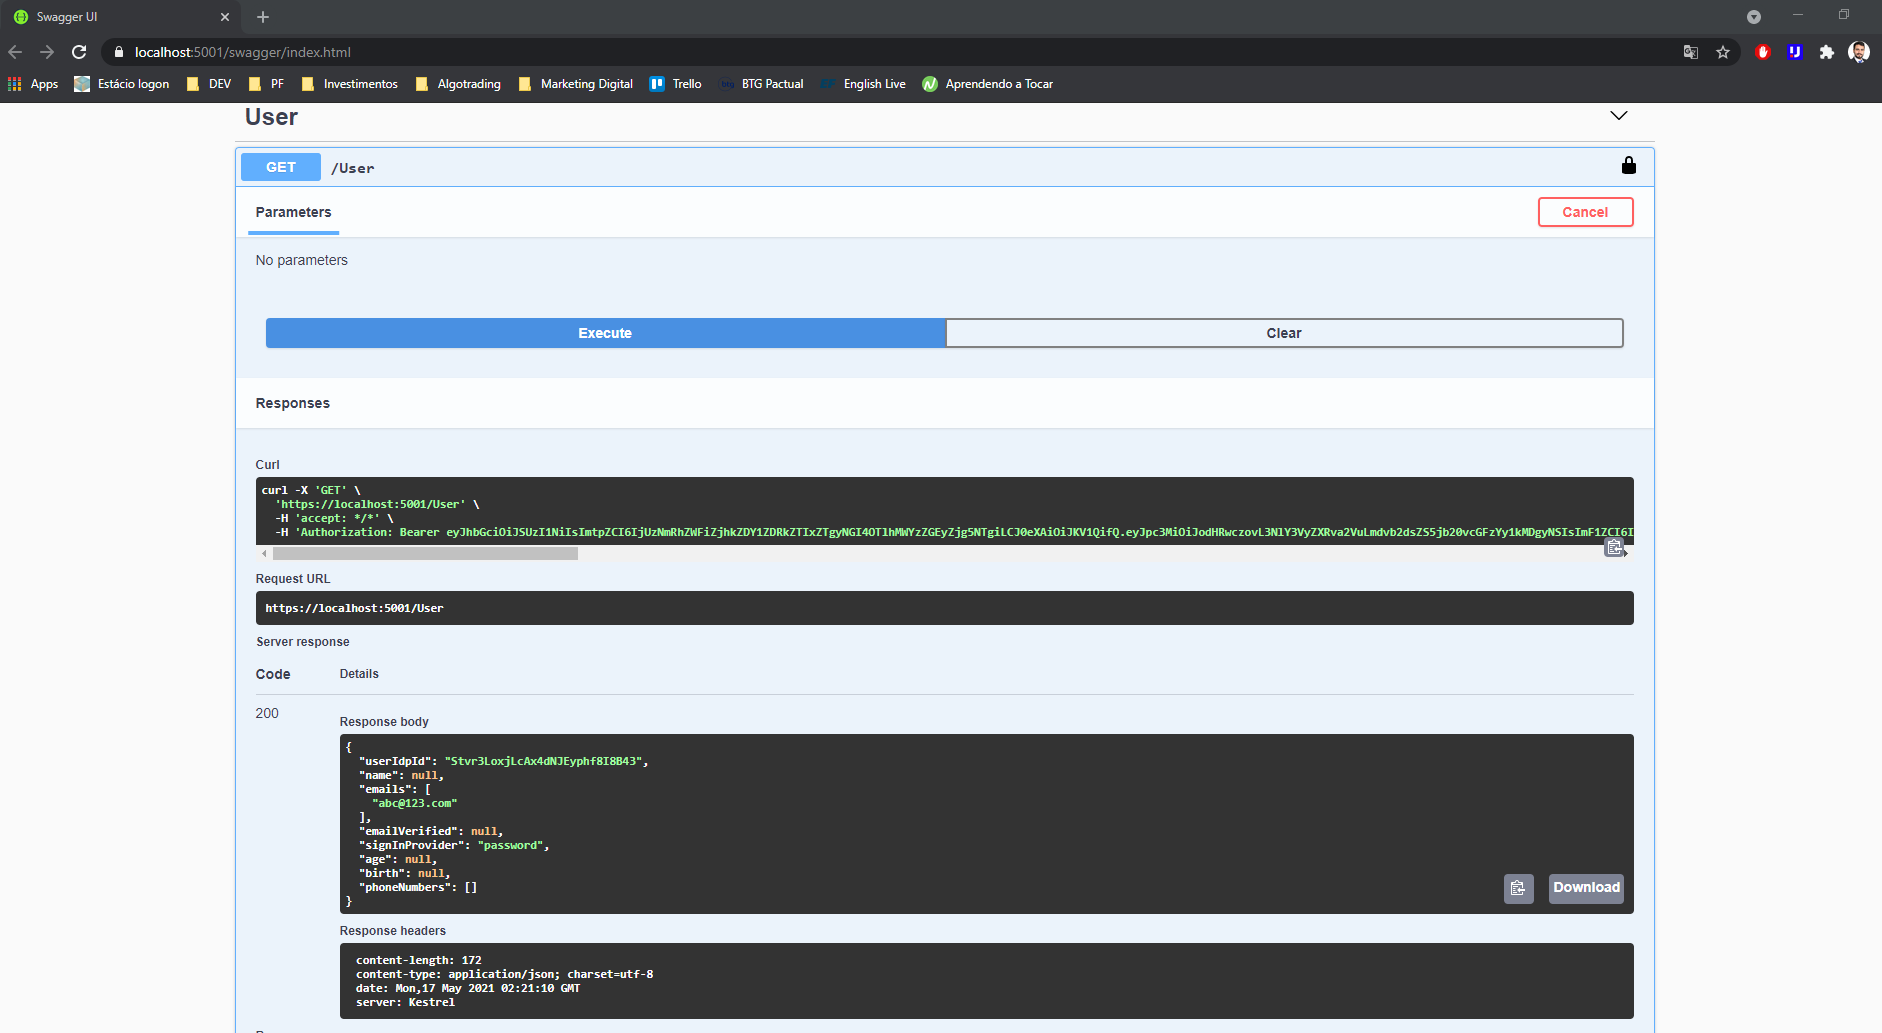 Swagger UI
localhost:5001/swagger/index.html
Apps Estácio logon DEV PF Investimentos Algotrading Marketing Digital Trello btg BTG Pactual English Live Aprendendo a Tocar
User
GET /User
Parameters Cancel
No parameters
Execute Clear
Responses
Curl
curl -X 'GET' \
'https://localhost:5001/User' \
-H 'accept: */*' \
-H 'Authorization: Bearer eyJhbGciOiJSUzI1NiIsImtpZCI6IjUzNmRhZWFiZjhkZDY1ZDRkZTIxZTgyNGI4OTlhMWYzZGEyZjg5NTgiLCJ0eXAiOiJKV1QifQ.eyJpc3MiOiJodHRwczovL3NlY3VyZXRva2VuLmdvb2dsZS5jb20vcGFzYy1kMDgyNSIsImF1ZCI6I
Request URL
https://localhost:5001/User
Server response
Code Details
200
Response body
{
"userIdpId": "Stvr3LoxjLcAx4dNJEyphf8I8B43",
"name": null,
"emails": [
"abc@123.com"
],
"emailVerified": null,
"signInProvider": "password",
"age": null,
"birth": null,
"phoneNumbers": []
}
Download
Response headers
content-length: 172
content-type: application/json; charset=utf-8
date: Mon,17 May 2021 02:21:10 GMT
server: Kestrel